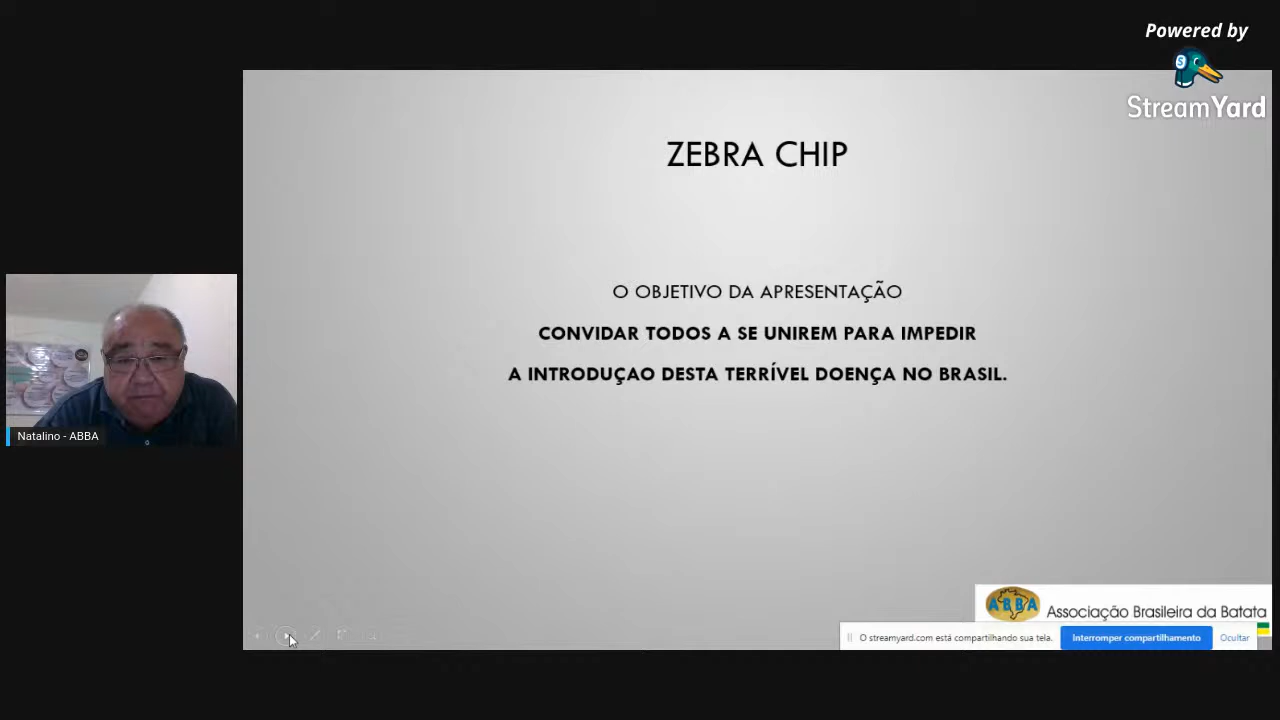 Powered by
StreamYard
ZEBRA CHIP
O OBJETIVO DA APRESENTAÇÃO
CONVIDAR TODOS A SE UNIREM PARA IMPEDIR
A INTRODUÇAO DESTA TERRÍVEL DOENÇA NO BRASIL.
Natalino - ABBA
ABBA Associação Brasileira da Batata
O streamyard.com está compartilhando sua tela. Interromper compartilhamento Ocultar